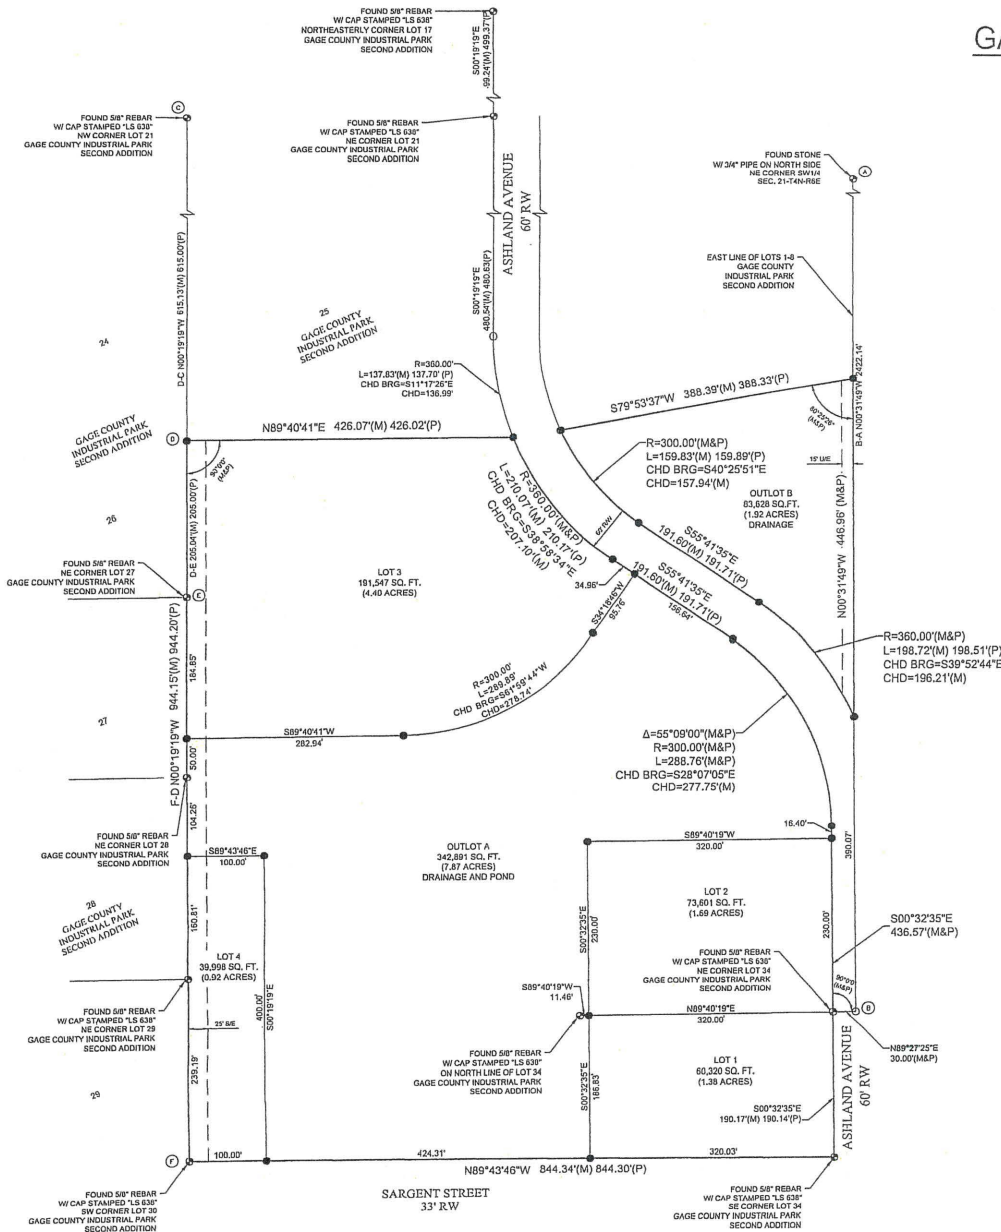 GA
FOUND 5/8" REBAR
W/ CAP STAMPED "LS 638"
NORTHEASTERLY CORNER LOT 17
GAGE COUNTY INDUSTRIAL PARK
SECOND ADDITION
S00°19'19"E
99.24'(M) 499.37'(P)
C
FOUND 5/8" REBAR
W/ CAP STAMPED "LS 638"
NW CORNER LOT 21
GAGE COUNTY INDUSTRIAL PARK
SECOND ADDITION
FOUND 5/8" REBAR
W/ CAP STAMPED "LS 638"
NE CORNER LOT 21
GAGE COUNTY INDUSTRIAL PARK
SECOND ADDITION
ASHLAND AVENUE
60' RW
FOUND STONE
W/ 3/4" PIPE ON NORTH SIDE
NE CORNER SW1/4
SEC. 21-T4N-R6E
A
EAST LINE OF LOTS 1-8
GAGE COUNTY
INDUSTRIAL PARK
SECOND ADDITION
D-C N00°19'19"W 615.13'(M) 615.00'(P)
S00°19'19"E
480.54'(M) 480.63'(P)
24
25
GAGE COUNTY
INDUSTRIAL PARK
SECOND ADDITION
R=360.00'
L=137.83'(M) 137.70' (P)
CHD BRG=S11°17'26"E
CHD=136.99'
B-A N00°31'49"W 2422.14'
S79°53'37"W 388.39'(M) 388.33'(P)
80°25'26"
(M&P)
GAGE COUNTY
INDUSTRIAL PARK
SECOND ADDITION
D
N89°40'41"E 426.07'(M) 426.02'(P)
90°0'0"
(M&P)
R=300.00'(M&P)
L=159.83'(M) 159.89'(P)
CHD BRG=S40°25'51"E
CHD=157.94'(M)
15' U/E
OUTLOT B
83,628 SQ.FT.
(1.92 ACRES)
DRAINAGE
N00°31'49"W 446.96' (M&P)
R=360.00'(M&P)
L=210.07'(M) 210.17'(P)
CHD BRG=S38°58'34"E
CHD=207.10'(M)
60' RW
26
D-E 205.04'(M) 205.00'(P)
FOUND 5/8" REBAR
NE CORNER LOT 27
GAGE COUNTY INDUSTRIAL PARK
SECOND ADDITION
E
LOT 3
191,547 SQ. FT.
(4.40 ACRES)
S55°41'35"E
191.60'(M) 191.71'(P)
S55°41'35"E
191.60'(M) 191.71'(P)
34.96'
156.64'
S34°18'46"W
95.76'
R=360.00'(M&P)
L=198.72'(M) 198.51'(P)
CHD BRG=S39°52'44"E
CHD=196.21'(M)
F-D N00°19'19"W 944.15'(M) 944.20'(P)
184.85'
R=300.00'
L=289.89'
CHD BRG=S61°59'44"W
CHD=278.74'
27
S89°40'41"W
282.94'
50.00'
Δ=55°09'00"(M&P)
R=300.00'(M&P)
L=288.76'(M&P)
CHD BRG=S28°07'05"E
CHD=277.75'(M)
104.26'
FOUND 5/8" REBAR
NE CORNER LOT 28
GAGE COUNTY INDUSTRIAL PARK
SECOND ADDITION
S89°43'46"E
100.00'
OUTLOT A
342,891 SQ. FT.
(7.87 ACRES)
DRAINAGE AND POND
16.40'
S89°40'19"W
320.00'
390.07'
LOT 2
73,601 SQ. FT.
(1.69 ACRES)
28
GAGE COUNTY
INDUSTRIAL PARK
SECOND ADDITION
160.81'
S00°32'35"E
230.00'
230.00'
S00°32'35"E
436.57'(M&P)
LOT 4
39,998 SQ. FT.
(0.92 ACRES)
FOUND 5/8" REBAR
W/ CAP STAMPED "LS 638"
NE CORNER LOT 34
GAGE COUNTY INDUSTRIAL PARK
SECOND ADDITION
90°0'0"
(M&P)
B
400.00'
S00°19'19"E
S89°40'19"W
11.46'
N89°40'19"E
320.00'
FOUND 5/8" REBAR
W/ CAP STAMPED "LS 638"
NE CORNER LOT 29
GAGE COUNTY INDUSTRIAL PARK
SECOND ADDITION
25' S/E
N89°27'25"E
30.00'(M&P)
FOUND 5/8" REBAR
W/ CAP STAMPED "LS 638"
ON NORTH LINE OF LOT 34
GAGE COUNTY INDUSTRIAL PARK
SECOND ADDITION
LOT 1
60,320 SQ.FT.
(1.38 ACRES)
239.19'
S00°32'35"E
186.83'
29
S00°32'35"E
190.17'(M) 190.14'(P)
ASHLAND AVENUE
60' RW
F
100.00'
424.31'
320.03'
N89°43'46"W 844.34'(M) 844.30'(P)
SARGENT STREET
33' RW
FOUND 5/8" REBAR
W/ CAP STAMPED "LS 638"
SW CORNER LOT 30
GAGE COUNTY INDUSTRIAL PARK
SECOND ADDITION
FOUND 5/8" REBAR
W/ CAP STAMPED "LS 638"
SE CORNER LOT 34
GAGE COUNTY INDUSTRIAL PARK
SECOND ADDITION